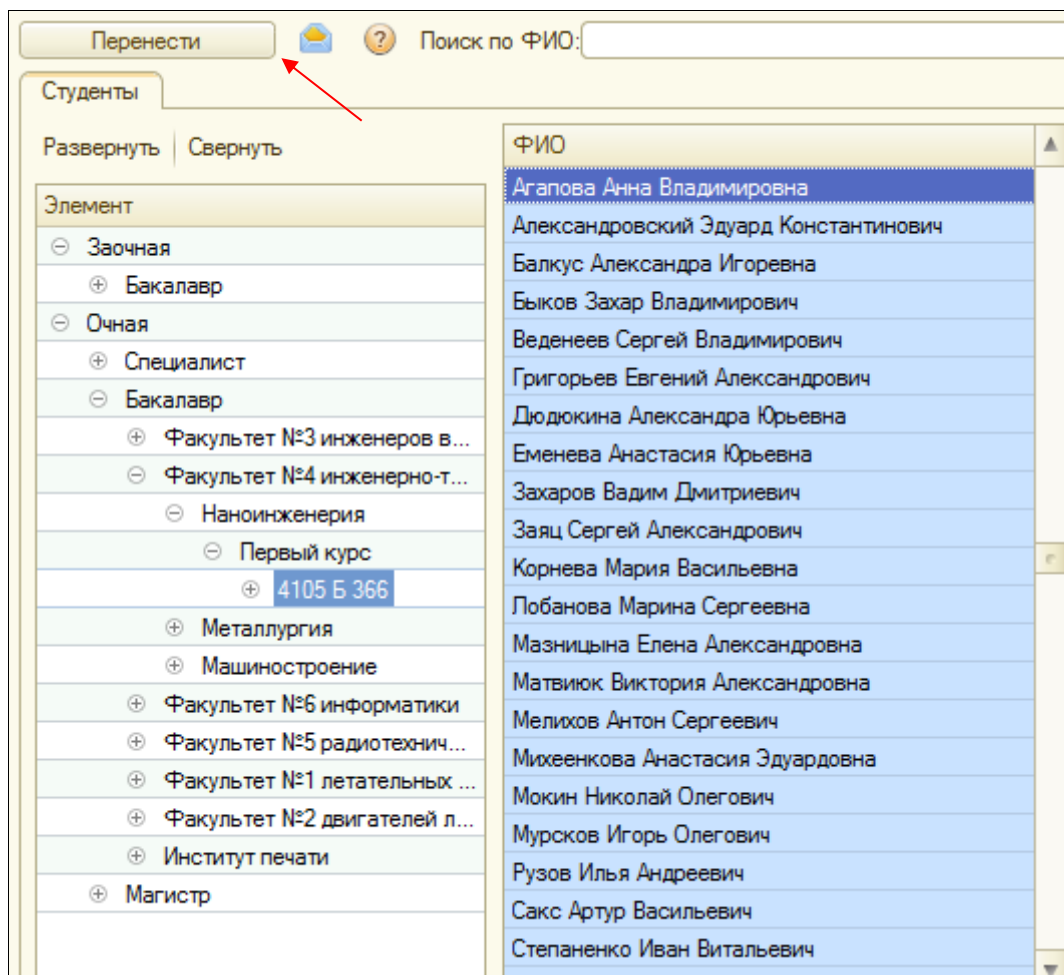 Перенести
Поиск по ФИО:
Студенты
Развернуть Свернуть
Элемент
Заочная
Бакалавр
Очная
Специалист
Бакалавр
Факультет №3 инженеров в...
Факультет №4 инженерно-т...
Наноинженерия
Первый курс
4105 Б 366
Металлургия
Машиностроение
Факультет №6 информатики
Факультет №5 радиотехнич...
Факультет №1 летательных ...
Факультет №2 двигателей л...
Институт печати
Магистр
ФИО
Агапова Анна Владимировна
Александровский Эдуард Константинович
Балкус Александра Игоревна
Быков Захар Владимирович
Веденеев Сергей Владимирович
Григорьев Евгений Александрович
Дюдюкина Александра Юрьевна
Еменева Анастасия Юрьевна
Захаров Вадим Дмитриевич
Заяц Сергей Александрович
Корнева Мария Васильевна
Лобанова Марина Сергеевна
Мазницына Елена Александровна
Матвиюк Виктория Александровна
Мелихов Антон Сергеевич
Михеенкова Анастасия Эдуардовна
Мокин Николай Олегович
Мурсков Игорь Олегович
Рузов Илья Андреевич
Сакс Артур Васильевич
Степаненко Иван Витальевич